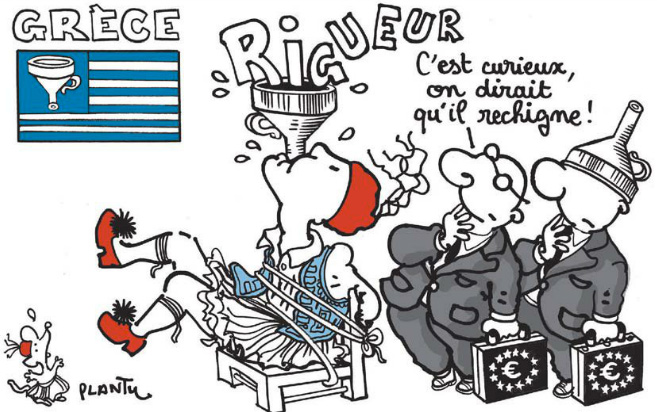 GRÈCE
RIGUEUR
C'est curieux,
on dirait
qu'il rechigne !
€
€
PLANTU